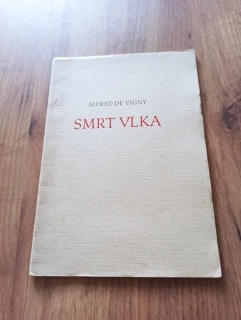 ALFRED DE VIGNY
SMRT VLKA